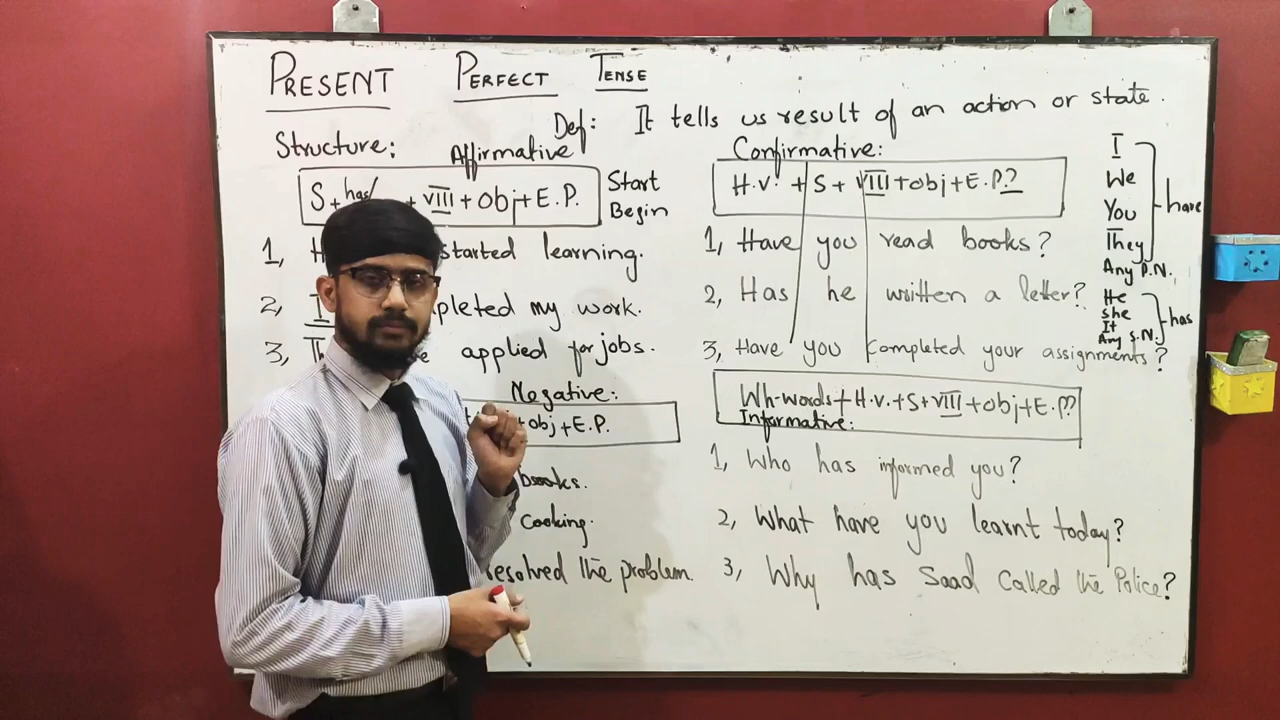 PRESENT PERFECT TENSE
Def: It tells us result of an action or state.
Structure: Affirmative
S + has/ + VIII + Obj + E.P.
Start
Begin
1, started learning.
2, I my work.
3, applied for jobs.
Negative:
+ obj + E.P.
books.
Cooking.
resolved the problem.
Confirmative:
H.V. + S + VIII + obj + E.P.?
1, Have you read books?
2, Has he written a letter?
3, Have you completed your assignments?
Wh-words + H.V. + S + VIII + obj + E.P.?
Informative:
1, Who has informed you?
2, What have you learnt today?
3, Why has Saad called the Police?
I
We
You
They
Any P.N.
have
He
She
It
Any S.N.
has